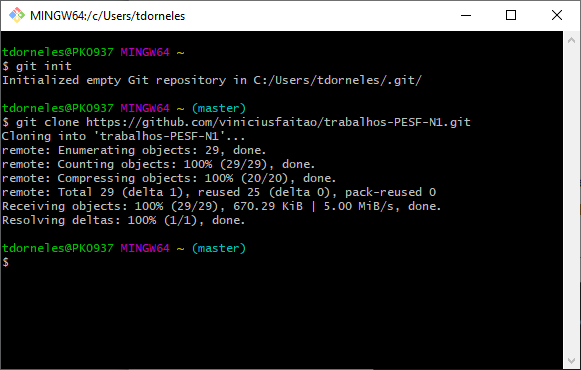 MINGW64:/c/Users/tdorneles
tdorneles@PKO937 MINGW64 ~
$ git init
Initialized empty Git repository in C:/Users/tdorneles/.git/
tdorneles@PKO937 MINGW64 ~ (master)
$ git clone https://github.com/viniciusfaitao/trabalhos-PESF-N1.git
Cloning into 'trabalhos-PESF-N1'...
remote: Enumerating objects: 29, done.
remote: Counting objects: 100% (29/29), done.
remote: Compressing objects: 100% (20/20), done.
remote: Total 29 (delta 1), reused 25 (delta 0), pack-reused 0
Receiving objects: 100% (29/29), 670.29 KiB | 5.00 MiB/s, done.
Resolving deltas: 100% (1/1), done.
tdorneles@PKO937 MINGW64 ~ (master)
$